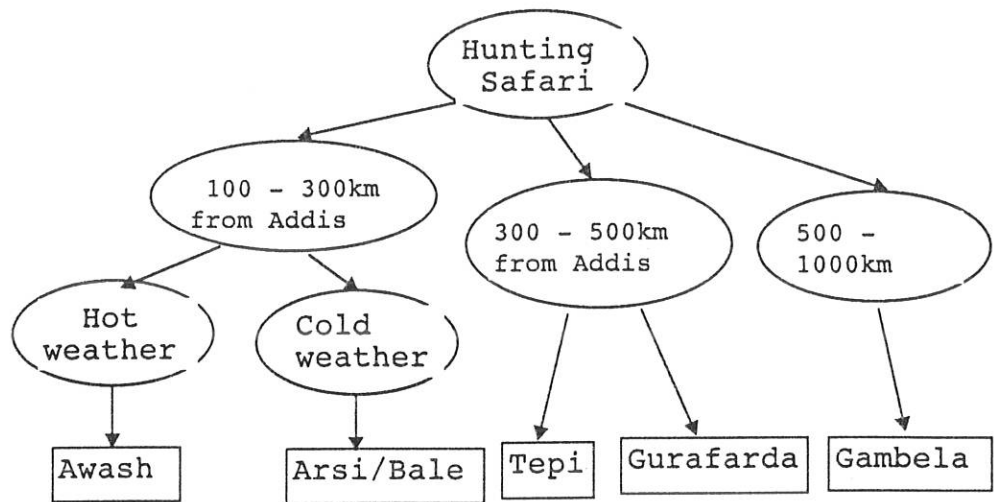 Hunting
Safari
100 - 300km
from Addis
300 - 500km
from Addis
500 -
1000km
Hot
weather
Cold
weather
Awash
Arsi/Bale
Tepi
Gurafarda
Gambela